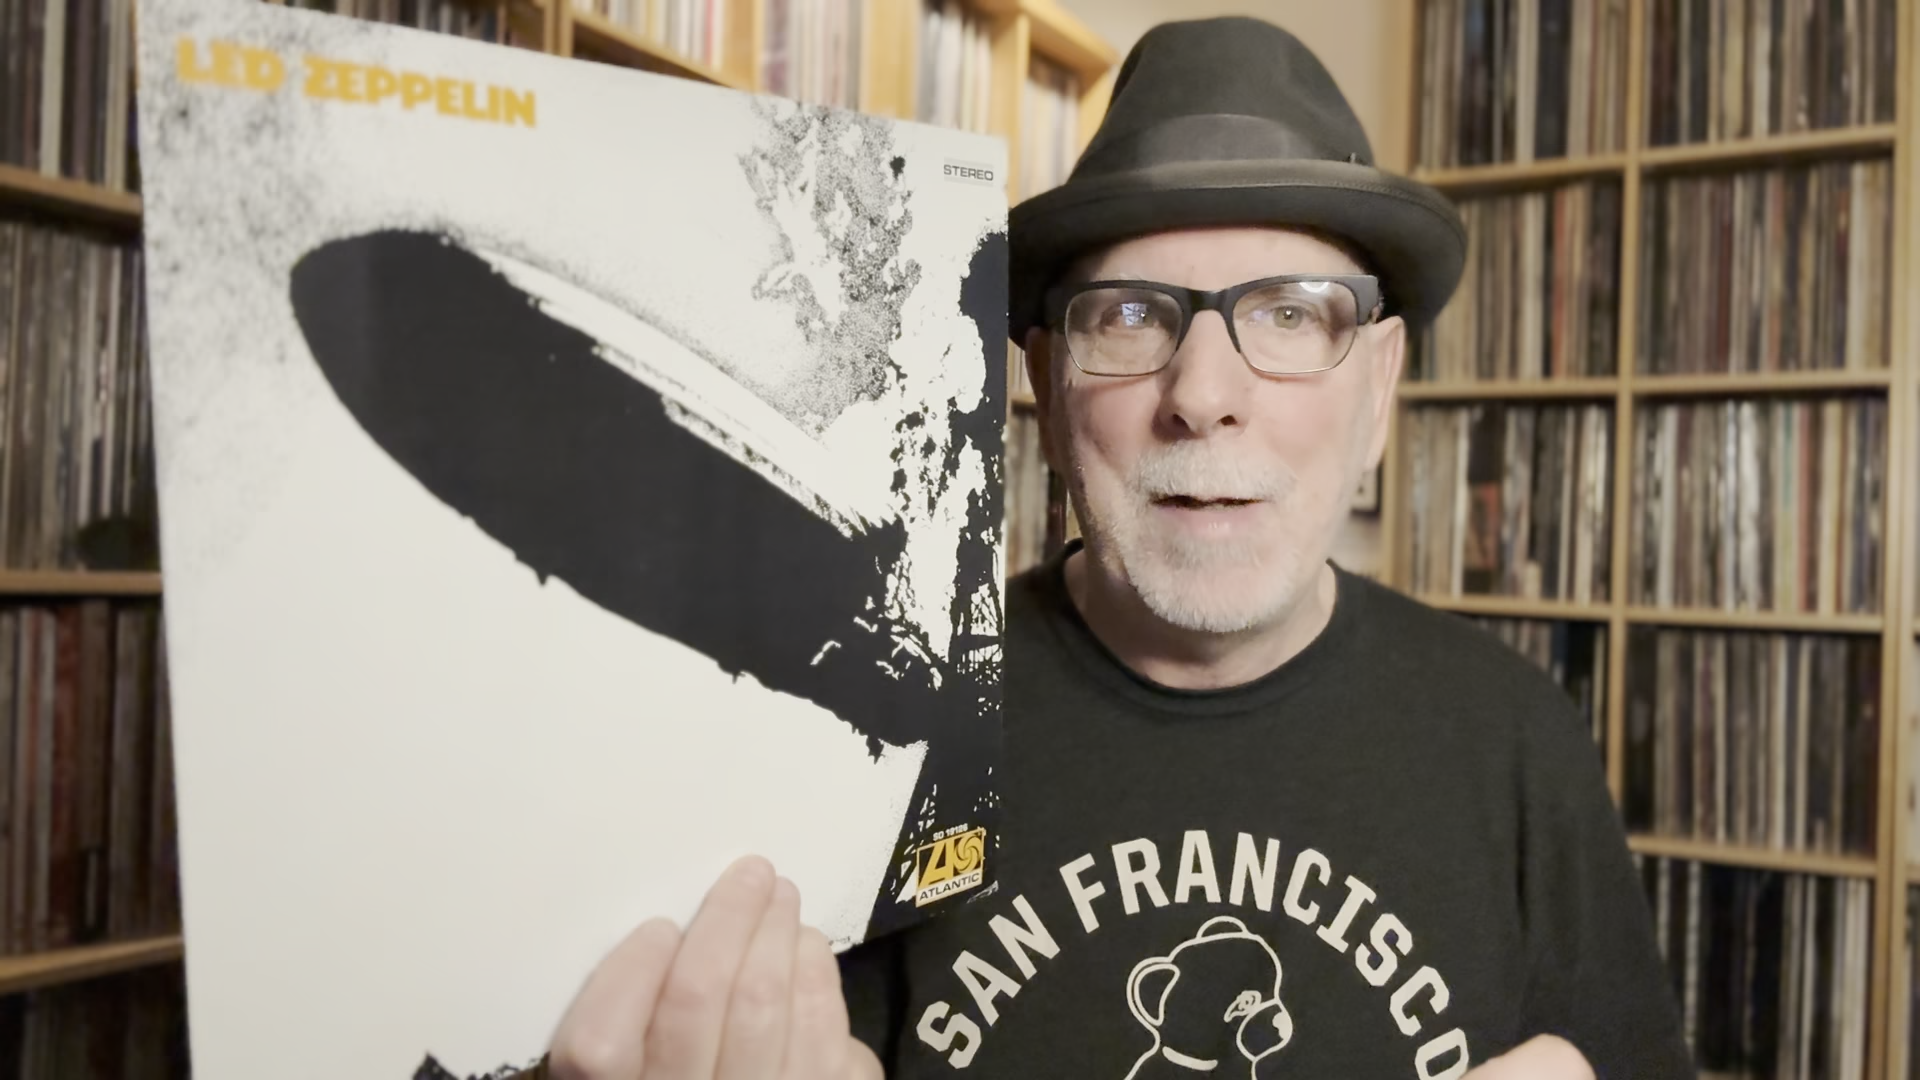 LED ZEPPELIN
STEREO
SD 19126
ATLANTIC
SAN FRANCISCO